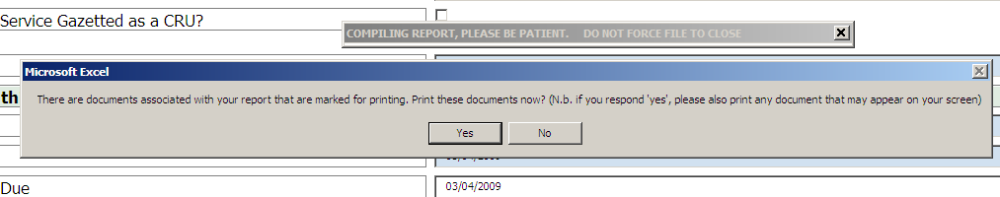 Service Gazetted as a CRU?
COMPILING REPORT, PLEASE BE PATIENT. DO NOT FORCE FILE TO CLOSE
Microsoft Excel
th
There are documents associated with your report that are marked for printing. Print these documents now? (N.b. if you respond 'yes', please also print any document that may appear on your screen)
Yes No
Due 03/04/2009